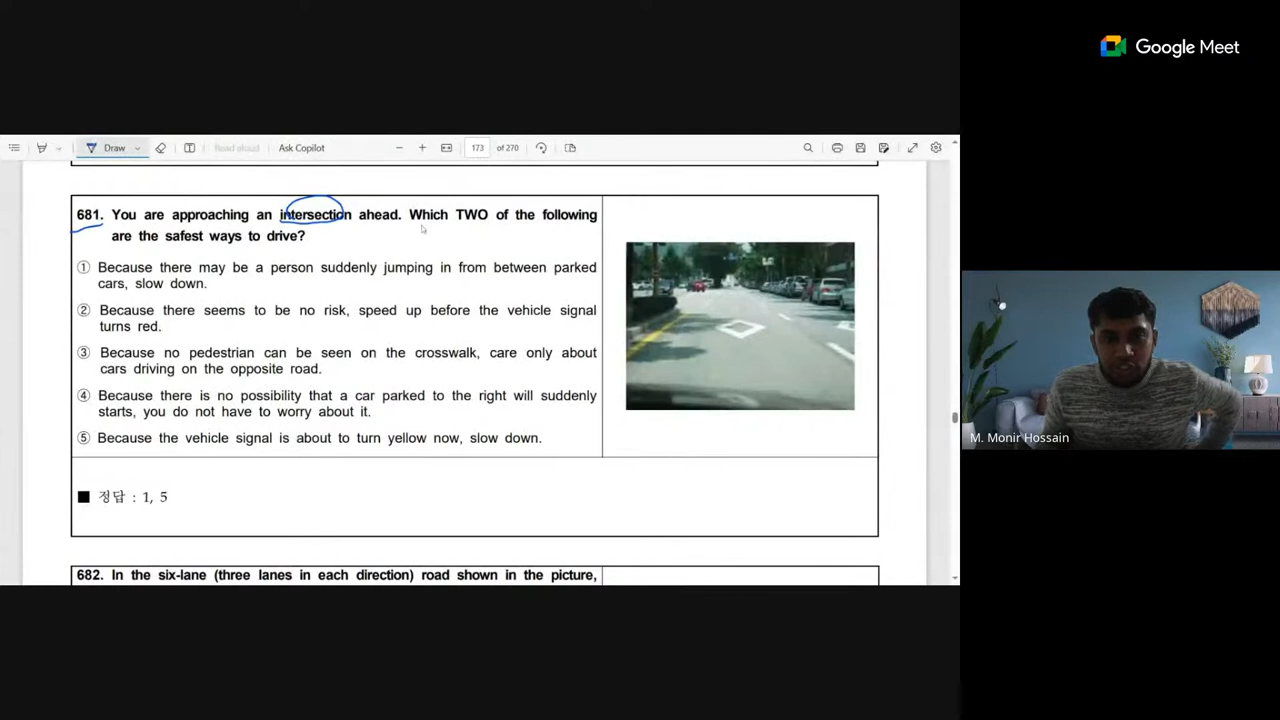 Google Meet
Draw
Read aloud
Ask Copilot
173
of 270
681. You are approaching an intersection ahead. Which TWO of the following
are the safest ways to drive?
① Because there may be a person suddenly jumping in from between parked
cars, slow down.
② Because there seems to be no risk, speed up before the vehicle signal
turns red.
③ Because no pedestrian can be seen on the crosswalk, care only about
cars driving on the opposite road.
④ Because there is no possibility that a car parked to the right will suddenly
starts, you do not have to worry about it.
⑤ Because the vehicle signal is about to turn yellow now, slow down.
■ 정답 : 1, 5
682. In the six-lane (three lanes in each direction) road shown in the picture,
M. Monir Hossain